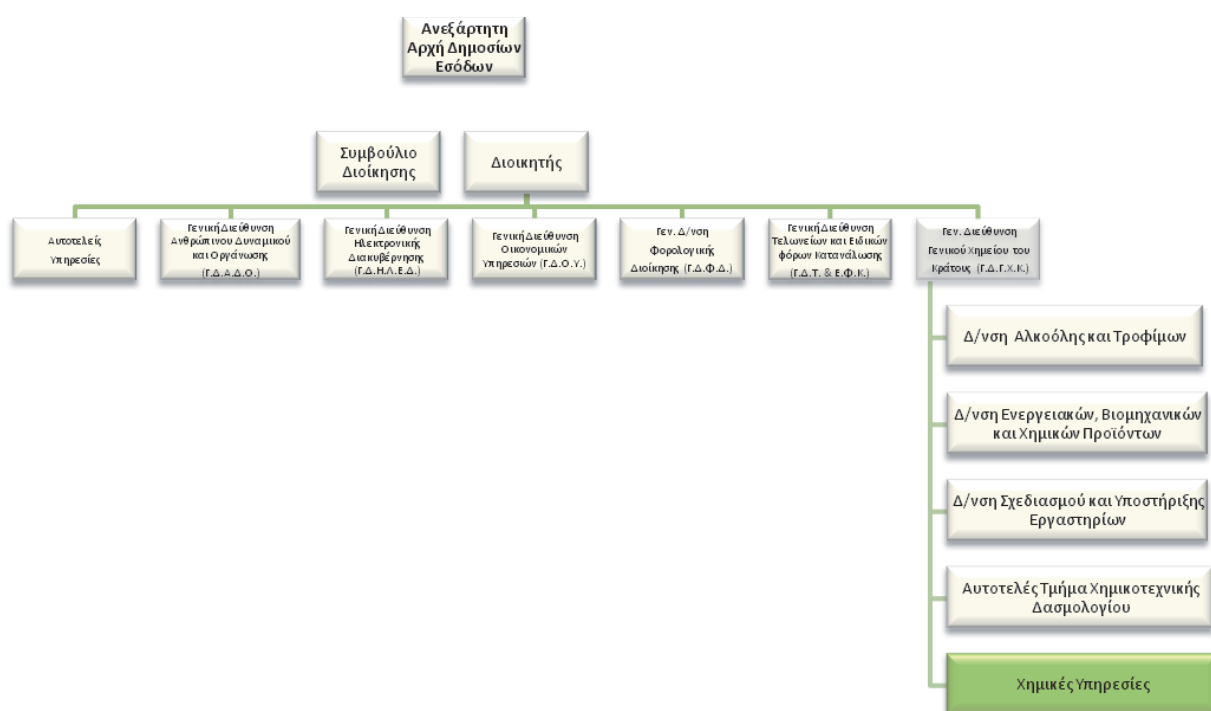 Ανεξάρτητη
Αρχή Δημοσίων
Εσόδων
Συμβούλιο
Διοίκησης
Διοικητής
Αυτοτελείς
Υπηρεσίες
Γενική Διεύθυνση
Ανθρώπινου Δυναμικού
και Οργάνωσης
(Γ.Δ.Α.Δ.Ο.)
Γενική Διεύθυνση
Ηλεκτρονικής
Διακυβέρνησης
(Γ.Δ.Η.Λ.Ε.Δ.)
Γενική Διεύθυνση
Οικονομικών
Υπηρεσιών (Γ.Δ.Ο.Υ.)
Γεν. Δ/νση
Φορολογικής
Διοίκησης (Γ.Δ.Φ.Δ.)
Γενική Διεύθυνση
Τελωνείων και Ειδικών
φόρων Κατανάλωσης
(Γ.Δ.Τ. & Ε.Φ.Κ.)
Γεν. Διεύθυνση
Γενικού Χημείου του
Κράτους (Γ.Δ.Γ.Χ.Κ.)
Δ/νση Αλκοόλης και Τροφίμων
Δ/νση Ενεργειακών, Βιομηχανικών
και Χημικών Προϊόντων
Δ/νση Σχεδιασμού και Υποστήριξης
Εργαστηρίων
Αυτοτελές Τμήμα Χημικοτεχνικής
Δασμολογίου
Χημικές Υπηρεσίες